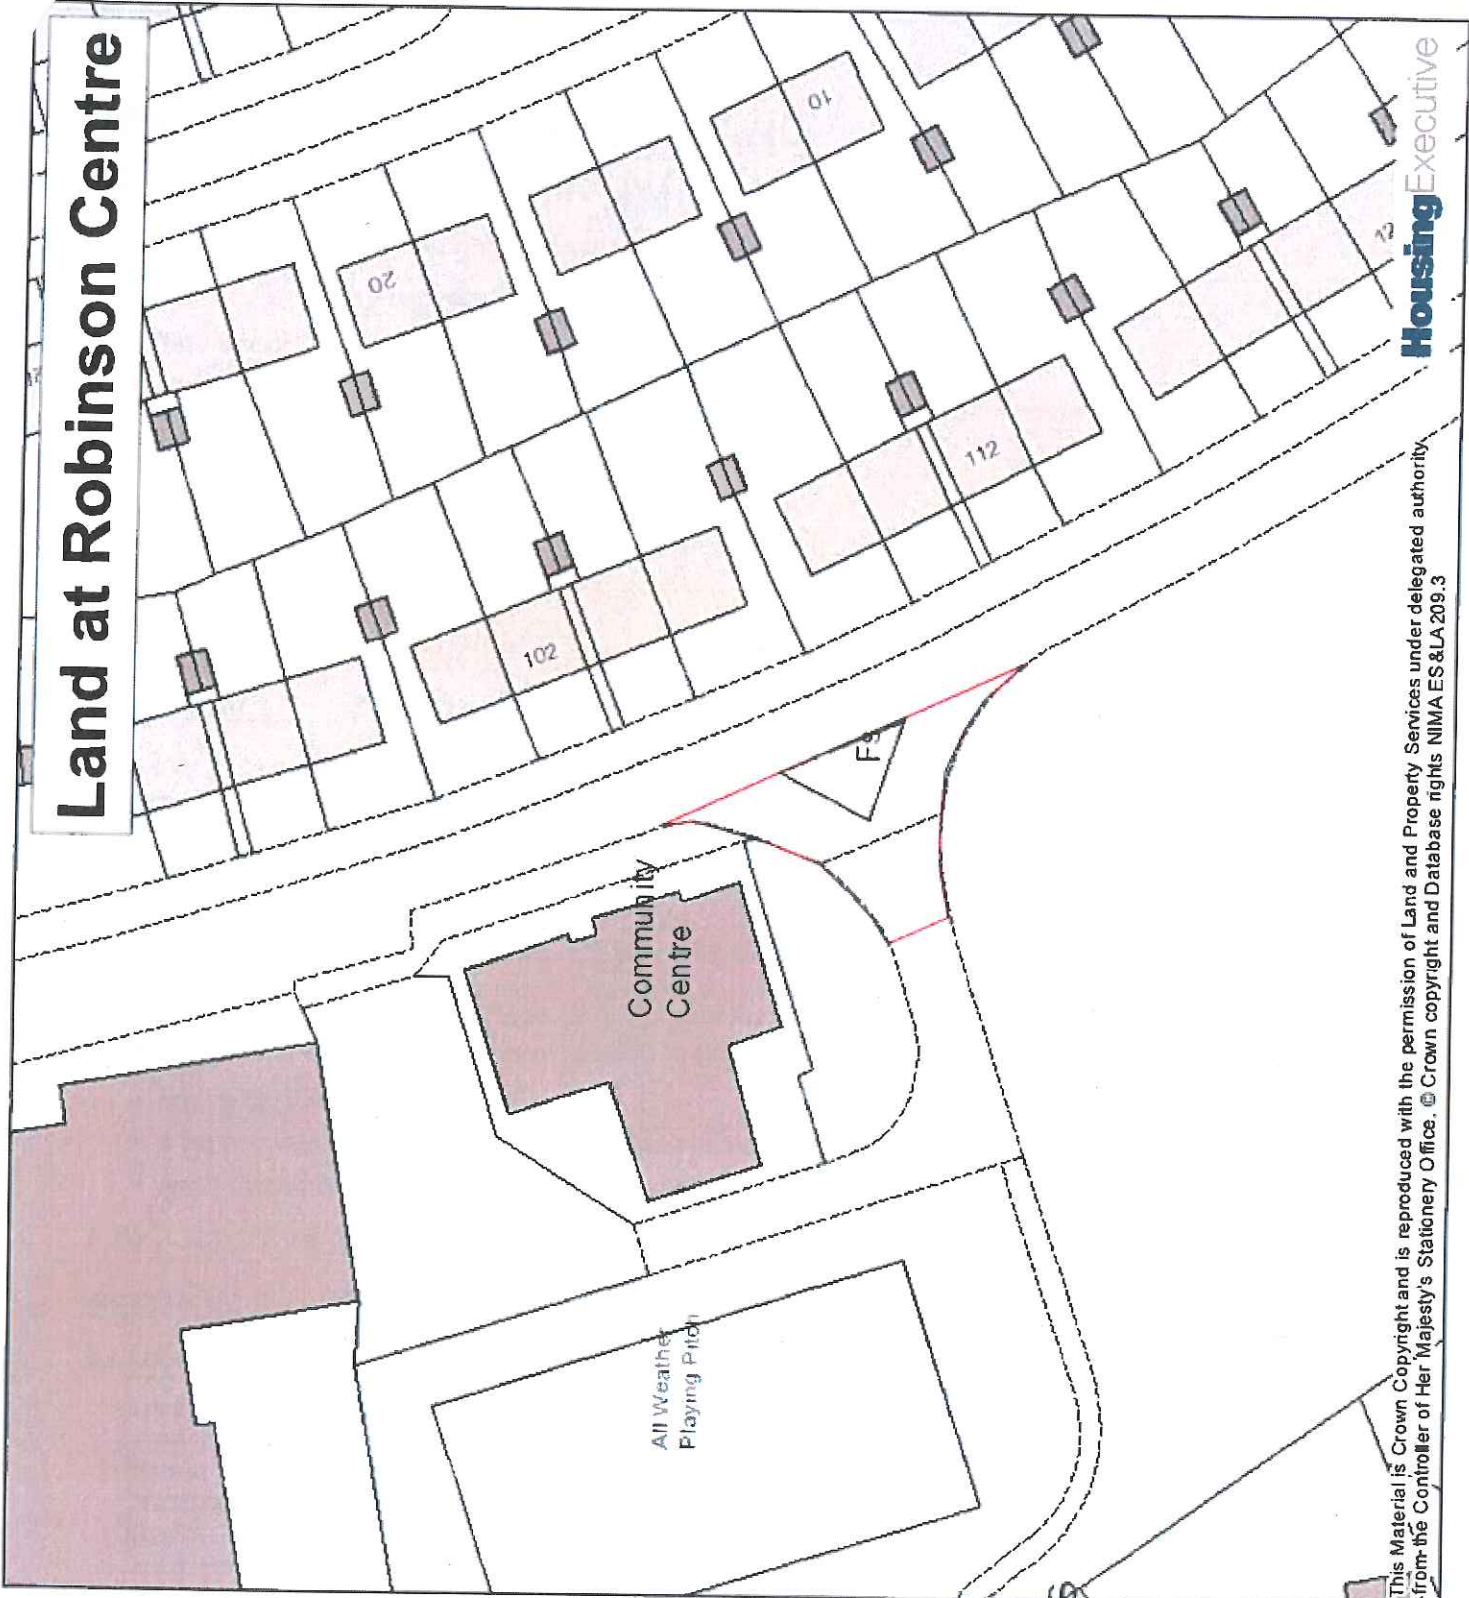 Land at Robinson Centre
10
20
102
112
12
FS
Community
Centre
All Weather
Playing Pitch
HousingExecutive
This Material is Crown Copyright and is reproduced with the permission of Land and Property Services under delegated authority
from the Controller of Her Majesty's Stationery Office. © Crown copyright and Database rights NIMA ES&LA209.3